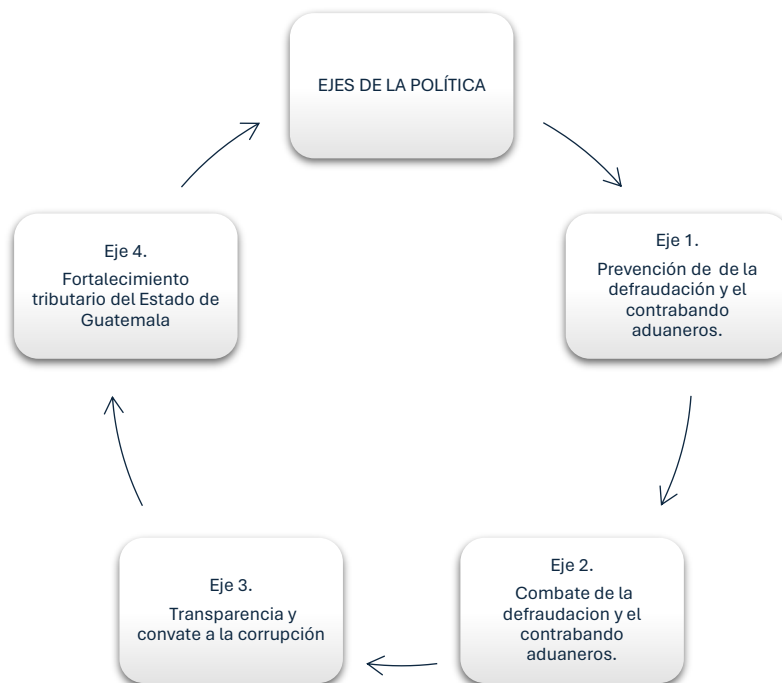 EJES DE LA POLÍTICA
Eje 1.
Prevención de de la
defraudación y el
contrabando
aduaneros.
Eje 2.
Combate de la
defraudacion y el
contrabando
aduaneros.
Eje 3.
Transparencia y
convate a la corrupción
Eje 4.
Fortalecimiento
tributario del Estado de
Guatemala